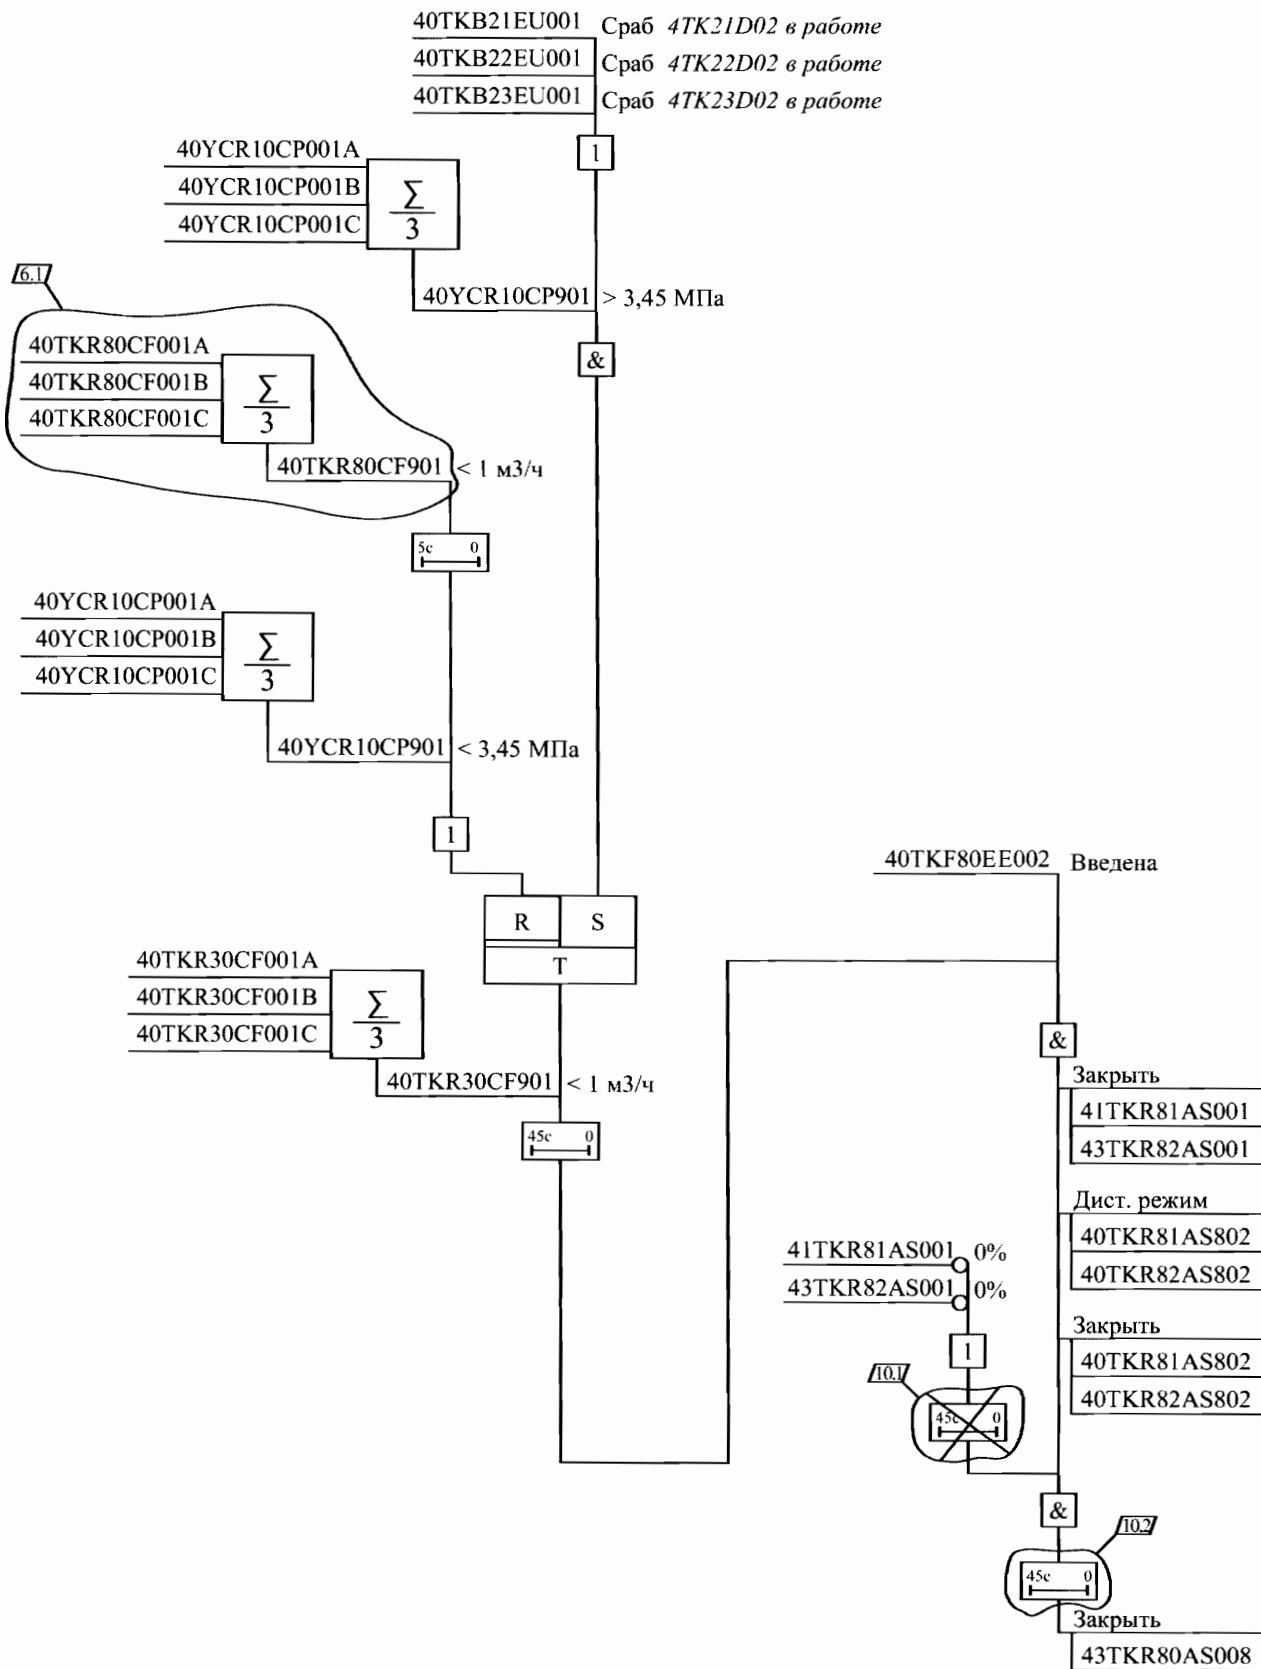 40TKB21EU001 Сраб 4TK21D02 в работе
40TKB22EU001 Сраб 4TK22D02 в работе
40TKB23EU001 Сраб 4TK23D02 в работе
1
40YCR10CP001A
40YCR10CP001B
40YCR10CP001C
∑
3
40YCR10CP901 > 3,45 МПа
&
6.1
40TKR80CF001A
40TKR80CF001B
40TKR80CF001C
∑
3
40TKR80CF901 < 1 м3/ч
5с 0
40YCR10CP001A
40YCR10CP001B
40YCR10CP001C
∑
3
40YCR10CP901 < 3,45 МПа
1
R S
T
40TKR30CF001A
40TKR30CF001B
40TKR30CF001C
∑
3
40TKR30CF901 < 1 м3/ч
45с 0
40TKF80EE002 Введена
&
Закрыть
41TKR81AS001
43TKR82AS001
Дист. режим
40TKR81AS802
40TKR82AS802
41TKR81AS001 0%
43TKR82AS001 0%
1
10.1
45с 0
Закрыть
40TKR81AS802
40TKR82AS802
&
10.2
45с 0
Закрыть
43TKR80AS008